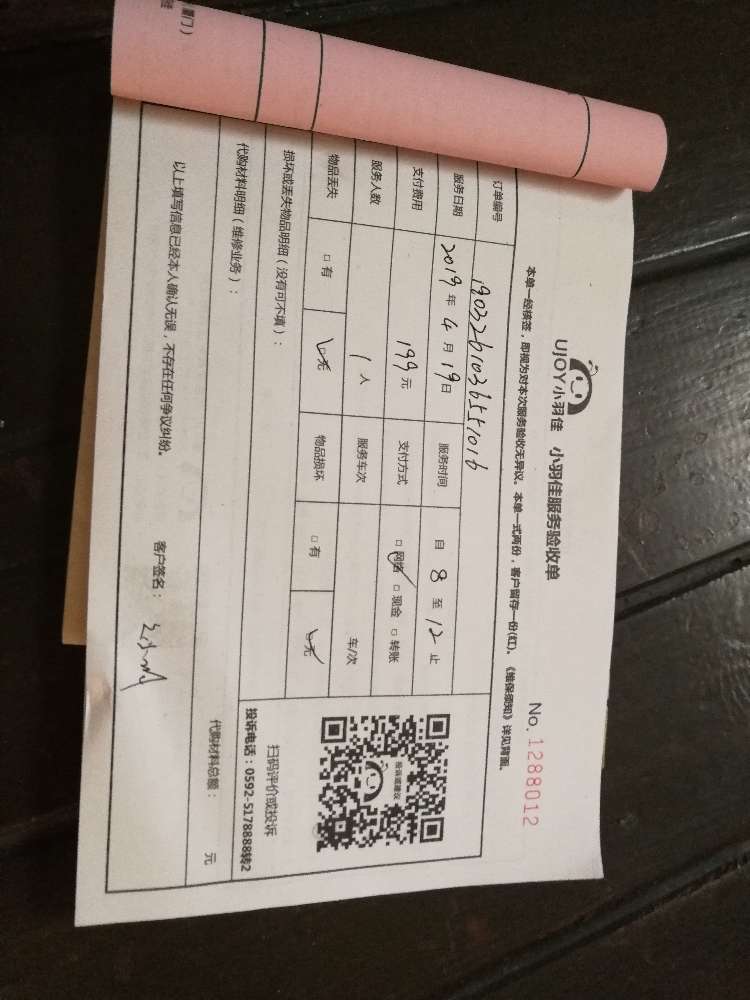 （厦门）
UJOY小羽佳 小羽佳服务验收单
No.1288012
本单一经核签，即视为对本次服务验收无异议。本单一式两份，客户留存一份(红)。《维保须知》详见背面。
订单编号
服务日期 2019年4月19日 服务时间 自 8 至 12 止
支付费用 199元 支付方式 □网络 □现金 □转账
服务人数 1人 服务车次 车/次
物品丢失 □有 □无 物品损坏 □有 □无
损坏或丢失物品明细（没有可不填）：
代购材料明细（维修业务）：
代购材料总额： 元
投诉或建议
扫码评价或投诉
投诉电话：0592-5178888转2
以上填写信息已经本人确认无误，不存在任何争议纠纷。
客户签名：